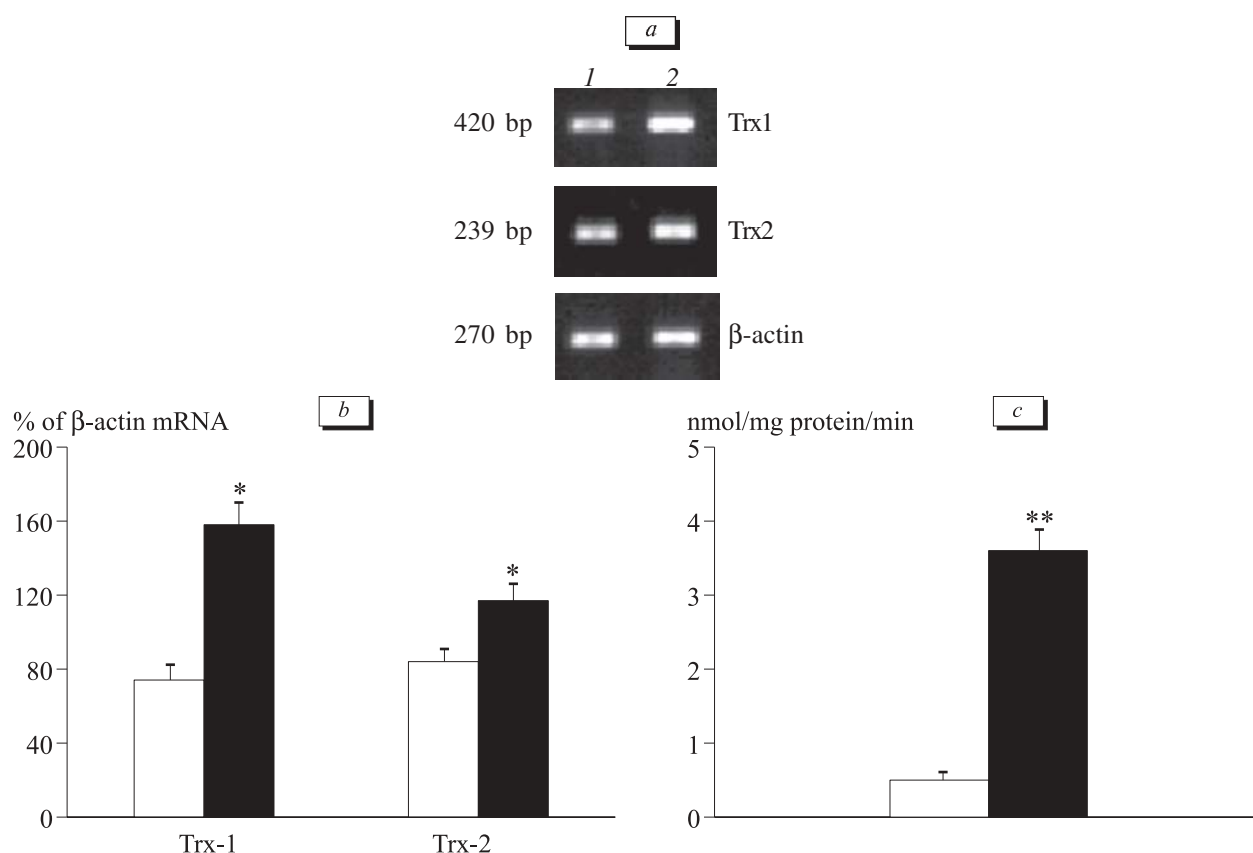 a
1 2
420 bp Trx1
239 bp Trx2
270 bp β-actin
% of β-actin mRNA
b
200
160
120
80
40
0
*
*
Trx-1 Trx-2
nmol/mg protein/min
c
5
4
3
2
1
0
**